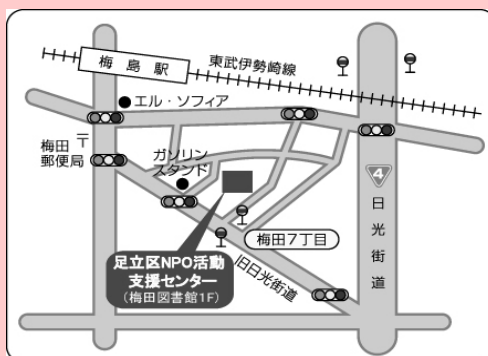 梅島駅
東武伊勢崎線
エル・ソフィア
梅田
郵便局
ガソリン
スタンド
4
日光街道
梅田7丁目
旧日光街道
足立区NPO活動
支援センター
(梅田図書館1F)